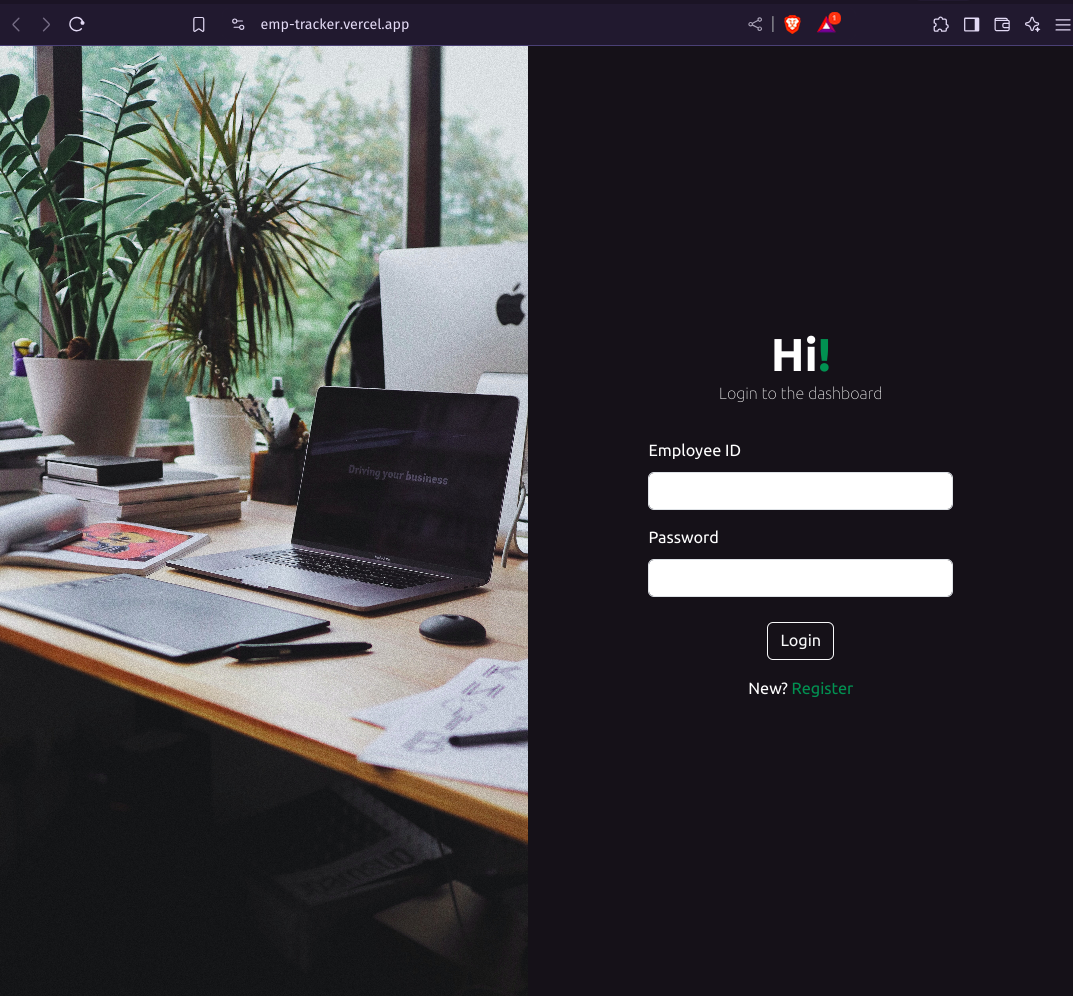 emp-tracker.vercel.app
1
Driving your business
Hi!
Login to the dashboard
Employee ID
Password
Login
New? Register